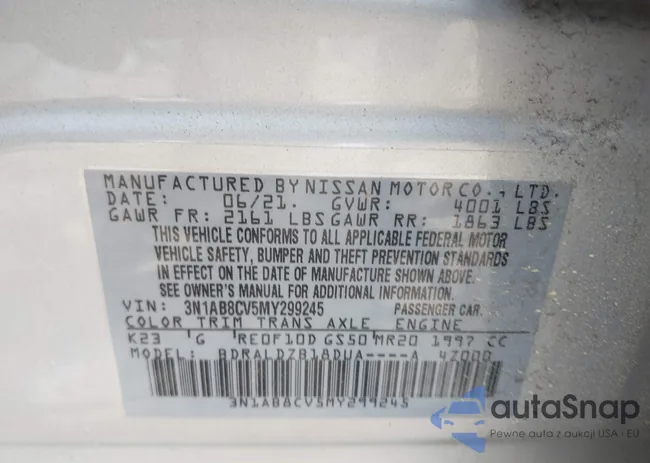 MANUFACTURED BY NISSAN MOTOR CO., LTD.
DATE: 06/21. GVWR: 4001 LBS
GAWR FR: 2161 LBS GAWR RR: 1863 LBS
THIS VEHICLE CONFORMS TO ALL APPLICABLE FEDERAL MOTOR
VEHICLE SAFETY, BUMPER AND THEFT PREVENTION STANDARDS
IN EFFECT ON THE DATE OF MANUFACTURE SHOWN ABOVE.
SEE OWNER'S MANUAL FOR ADDITIONAL INFORMATION.
VIN: 3N1AB8CV5MY299245 PASSENGER CAR.
COLOR TRIM TRANS AXLE ENGINE
K23 G RE0F10D GS50 MR20 1997 CC
MODEL: BDRALDZB18DUA----A 4Z000
3N1AB8CV5MY299245
autoSnap
Pewne auto z aukcji USA i EU